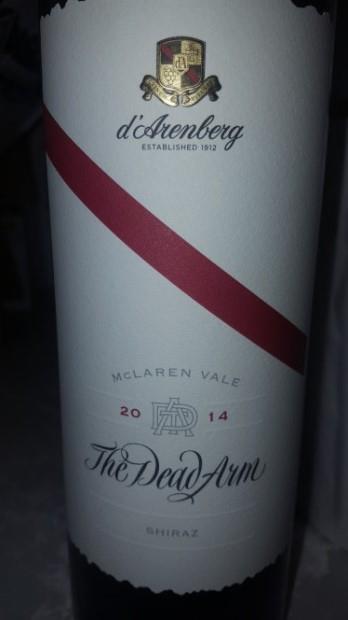 d'Arenberg
ESTABLISHED 1912
McLAREN VALE
20 14
The Dead Arm
SHIRAZ